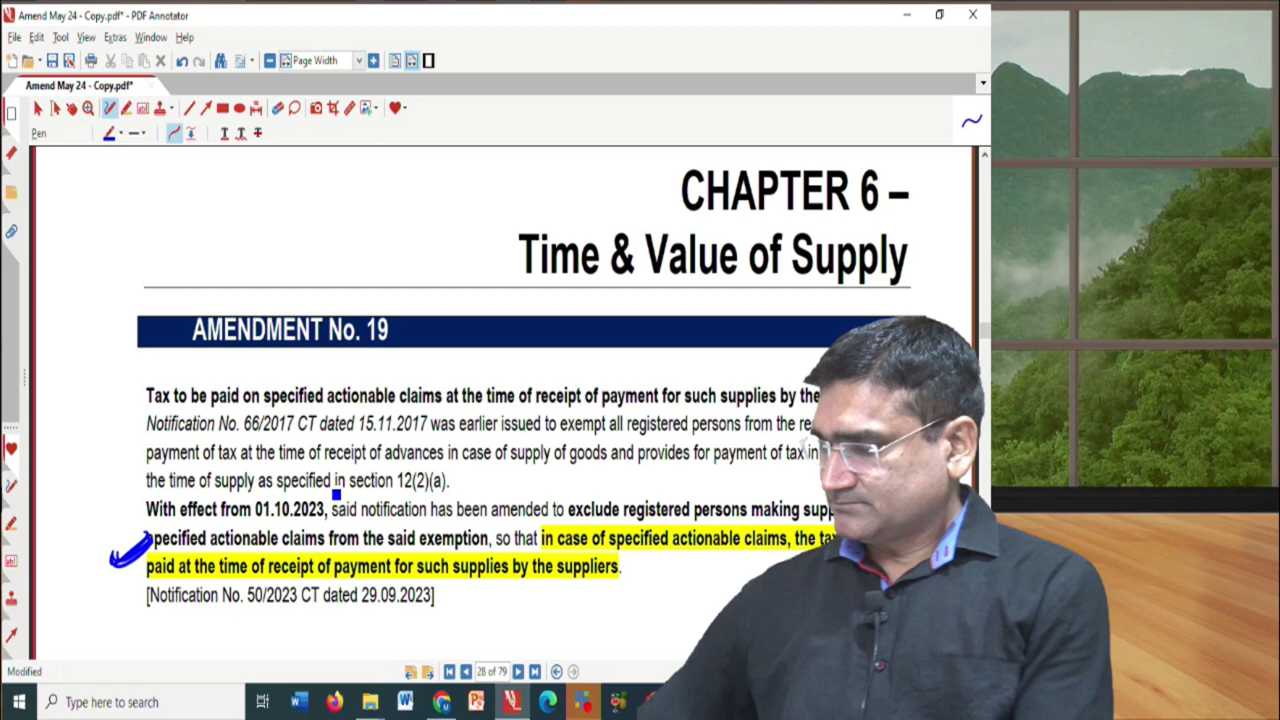 Amend May 24 - Copy.pdf* - PDF Annotator
File Edit Tool View Extras Window Help
Page Width
Amend May 24 - Copy.pdf*
Pen
CHAPTER 6 –
Time & Value of Supply
AMENDMENT No. 19
Tax to be paid on specified actionable claims at the time of receipt of payment for such supplies by the
Notification No. 66/2017 CT dated 15.11.2017 was earlier issued to exempt all registered persons from the re
payment of tax at the time of receipt of advances in case of supply of goods and provides for payment of tax in
the time of supply as specified in section 12(2)(a).
With effect from 01.10.2023, said notification has been amended to exclude registered persons making supp
specified actionable claims from the said exemption, so that in case of specified actionable claims, the tax
paid at the time of receipt of payment for such supplies by the suppliers.
[Notification No. 50/2023 CT dated 29.09.2023]
Modified
28 of 79
Type here to search